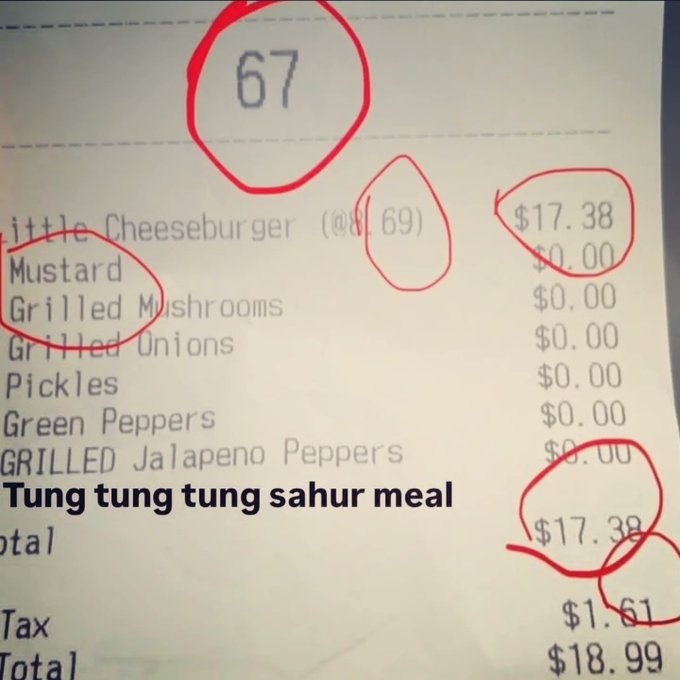 67
ittle Cheeseburger (@8.69) $17.38
Mustard $0.00
Grilled Mushrooms $0.00
Grilled Onions $0.00
Pickles $0.00
Green Peppers $0.00
GRILLED Jalapeno Peppers $0.00
Tung tung tung sahur meal
otal $17.38
Tax $1.61
Total $18.99